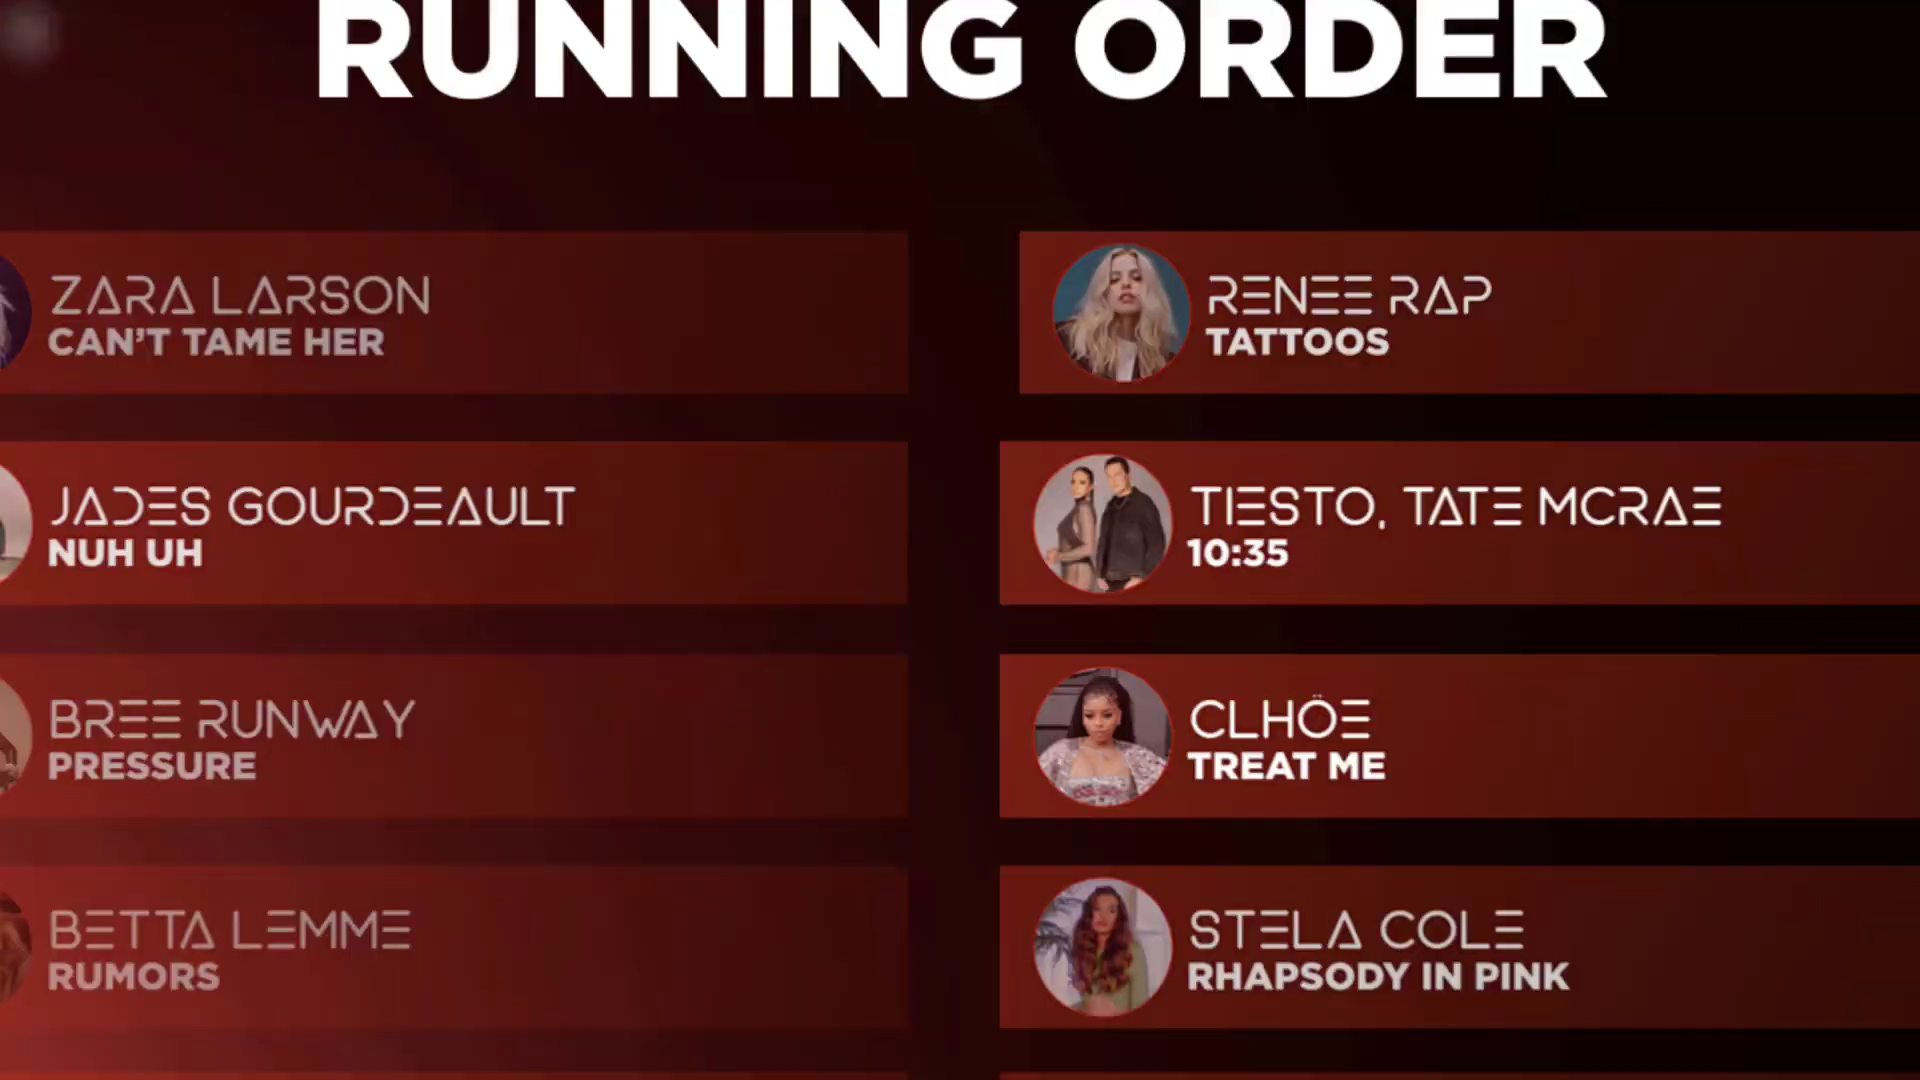 RUNNING ORDER
ZARA LARSON
CAN'T TAME HER
JADES GOURDEAULT
NUH UH
BREE RUNWAY
PRESSURE
BETTA LEMME
RUMORS
RENEE RAP
TATTOOS
TIESTO, TATE MCRAE
10:35
CLHÖE
TREAT ME
STELA COLE
RHAPSODY IN PINK